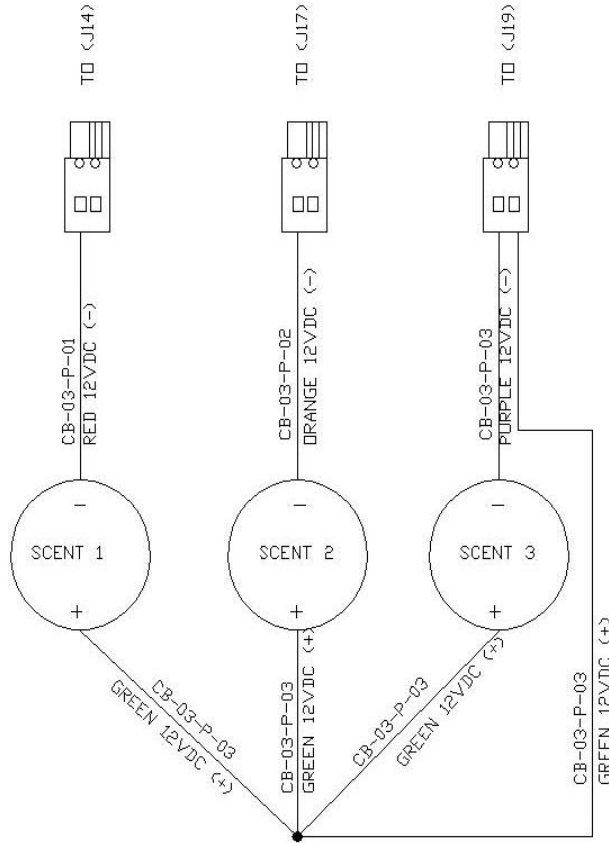 TO (J14)
TO (J17)
TO (J19)
CB-03-P-01
RED 12VDC (-)
CB-03-P-02
ORANGE 12VDC (-)
CB-03-P-03
PURPLE 12VDC (-)
-
SCENT 1
+
-
SCENT 2
+
-
SCENT 3
+
CB-03-P-03
GREEN 12VDC (+)
CB-03-P-03
GREEN 12VDC (+)
CB-03-P-03
GREEN 12VDC (+)
CB-03-P-03
GREEN 12VDC (+)